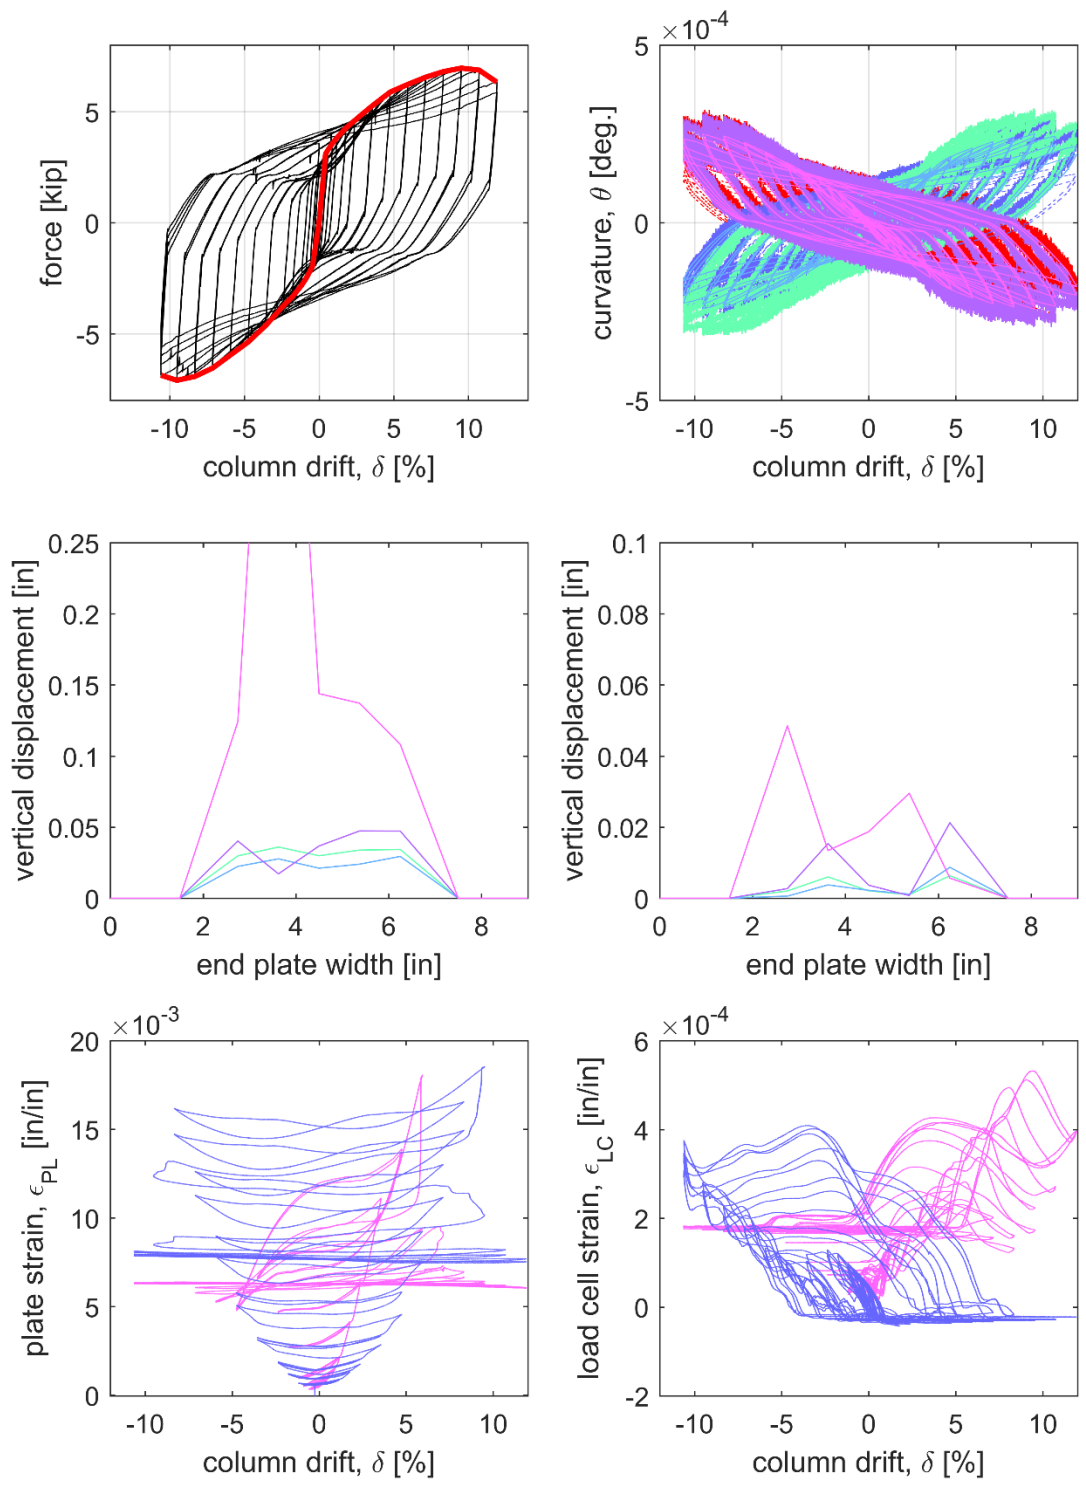 force [kip]
5
0
-5
-10 -5 0 5 10
column drift, δ [%]
×10-4
curvature, θ [deg.]
5
0
-5
-10 -5 0 5 10
column drift, δ [%]
vertical displacement [in]
0.25
0.2
0.15
0.1
0.05
0
0 2 4 6 8
end plate width [in]
vertical displacement [in]
0.1
0.08
0.06
0.04
0.02
0
0 2 4 6 8
end plate width [in]
×10-3
plate strain, ϵPL [in/in]
20
15
10
5
0
-10 -5 0 5 10
column drift, δ [%]
×10-4
load cell strain, ϵLC [in/in]
6
4
2
0
-2
-10 -5 0 5 10
column drift, δ [%]